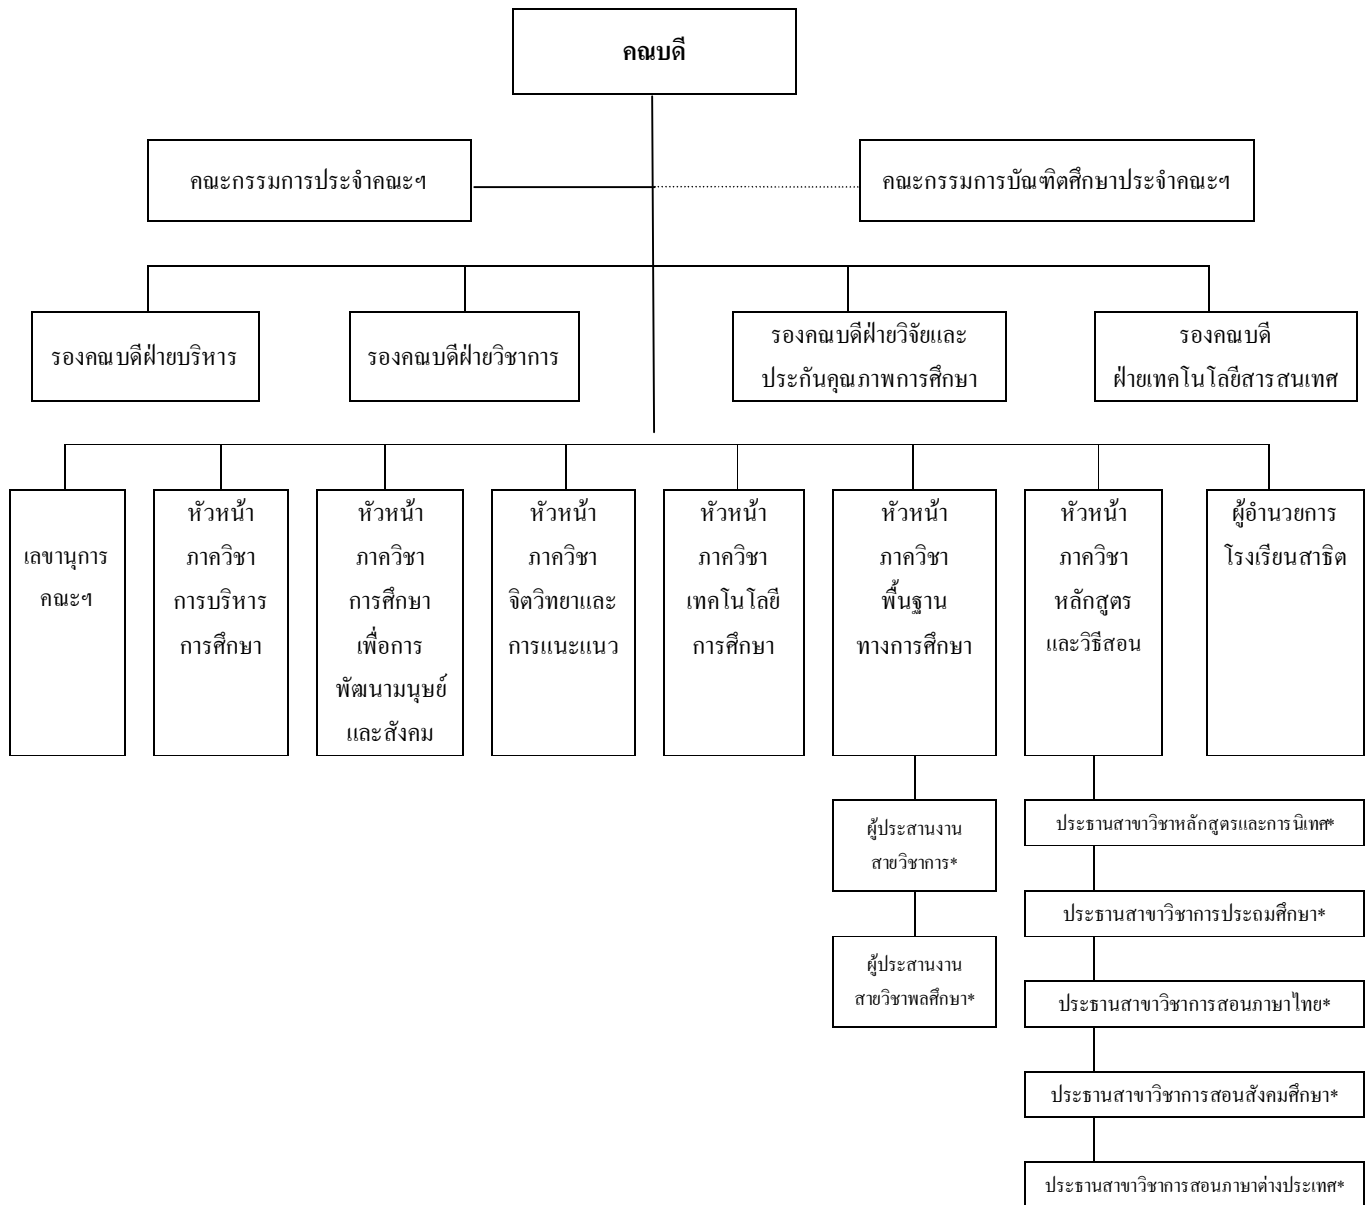 คณบดี
คณะกรรมการประจำคณะฯ
คณะกรรมการบัณฑิตศึกษาประจำคณะฯ
รองคณบดีฝ่ายบริหาร
รองคณบดีฝ่ายวิชาการ
รองคณบดีฝ่ายวิจัยและ
ประกันคุณภาพการศึกษา
รองคณบดี
ฝ่ายเทคโนโลยีสารสนเทศ
เลขานุการ
คณะฯ
หัวหน้า
ภาควิชา
การบริหาร
การศึกษา
หัวหน้า
ภาควิชา
การศึกษา
เพื่อการ
พัฒนามนุษย์
และสังคม
หัวหน้า
ภาควิชา
จิตวิทยาและ
การแนะแนว
หัวหน้า
ภาควิชา
เทคโนโลยี
การศึกษา
หัวหน้า
ภาควิชา
พื้นฐาน
ทางการศึกษา
หัวหน้า
ภาควิชา
หลักสูตร
และวิธีสอน
ผู้อำนวยการ
โรงเรียนสาธิต
ผู้ประสานงาน
สายวิชาการ*
ผู้ประสานงาน
สายวิชาพลศึกษา*
ประธานสาขาวิชาหลักสูตรและการนิเทศ*
ประธานสาขาวิชาการประถมศึกษา*
ประธานสาขาวิชาการสอนภาษาไทย*
ประธานสาขาวิชาการสอนสังคมศึกษา*
ประธานสาขาวิชาการสอนภาษาต่างประเทศ*